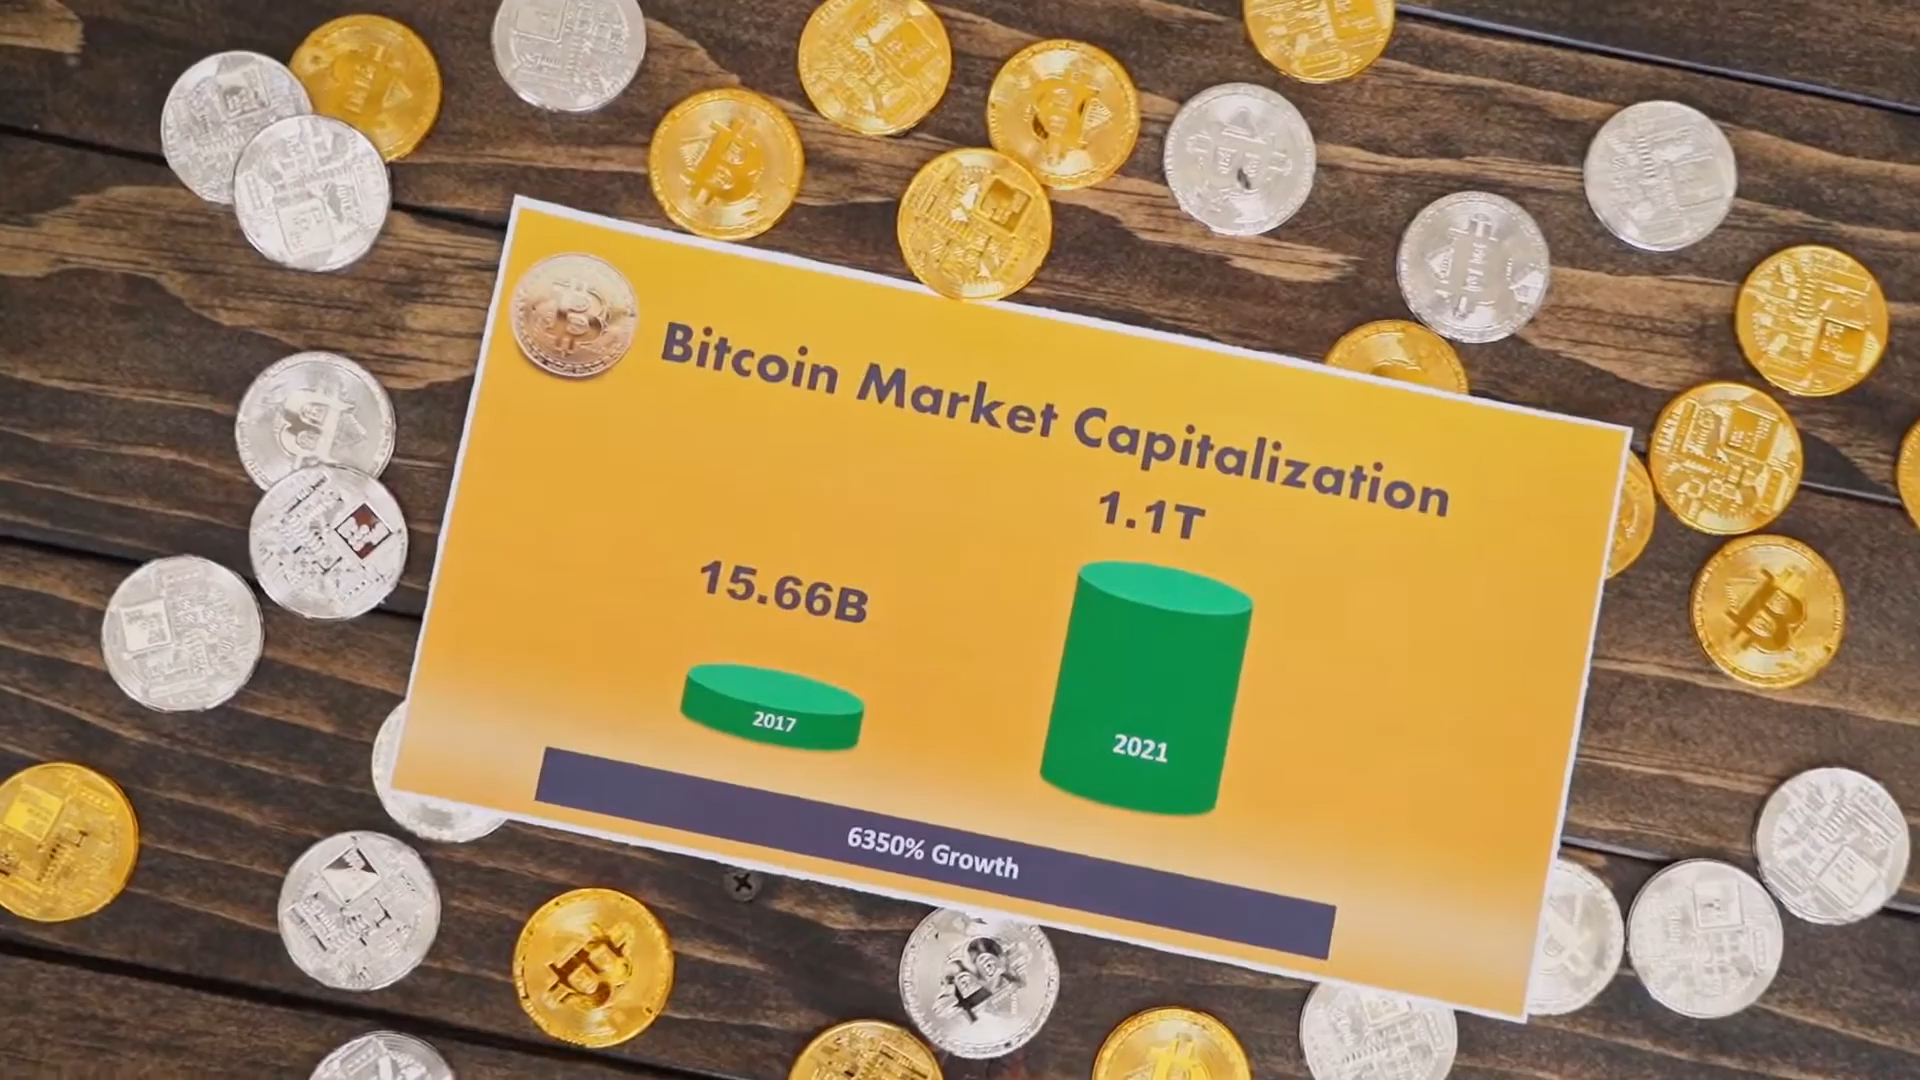 Bitcoin Market Capitalization
1.1T
15.66B
2017
2021
6350% Growth